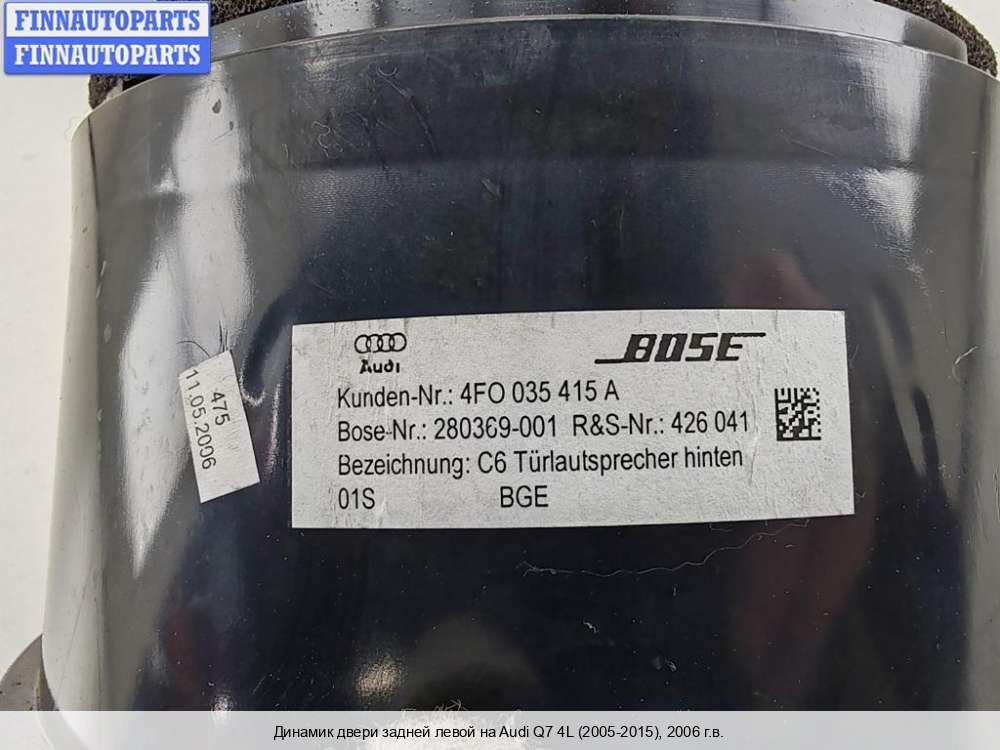 FINNAUTOPARTS
FINNAUTOPARTS
Audi
BOSE
Kunden-Nr.: 4FO 035 415 A
Bose-Nr.: 280369-001 R&S-Nr.: 426 041
Bezeichnung: C6 Türlautsprecher hinten
01S BGE
475
11.05.2006
Динамик двери задней левой на Audi Q7 4L (2005-2015), 2006 г.в.